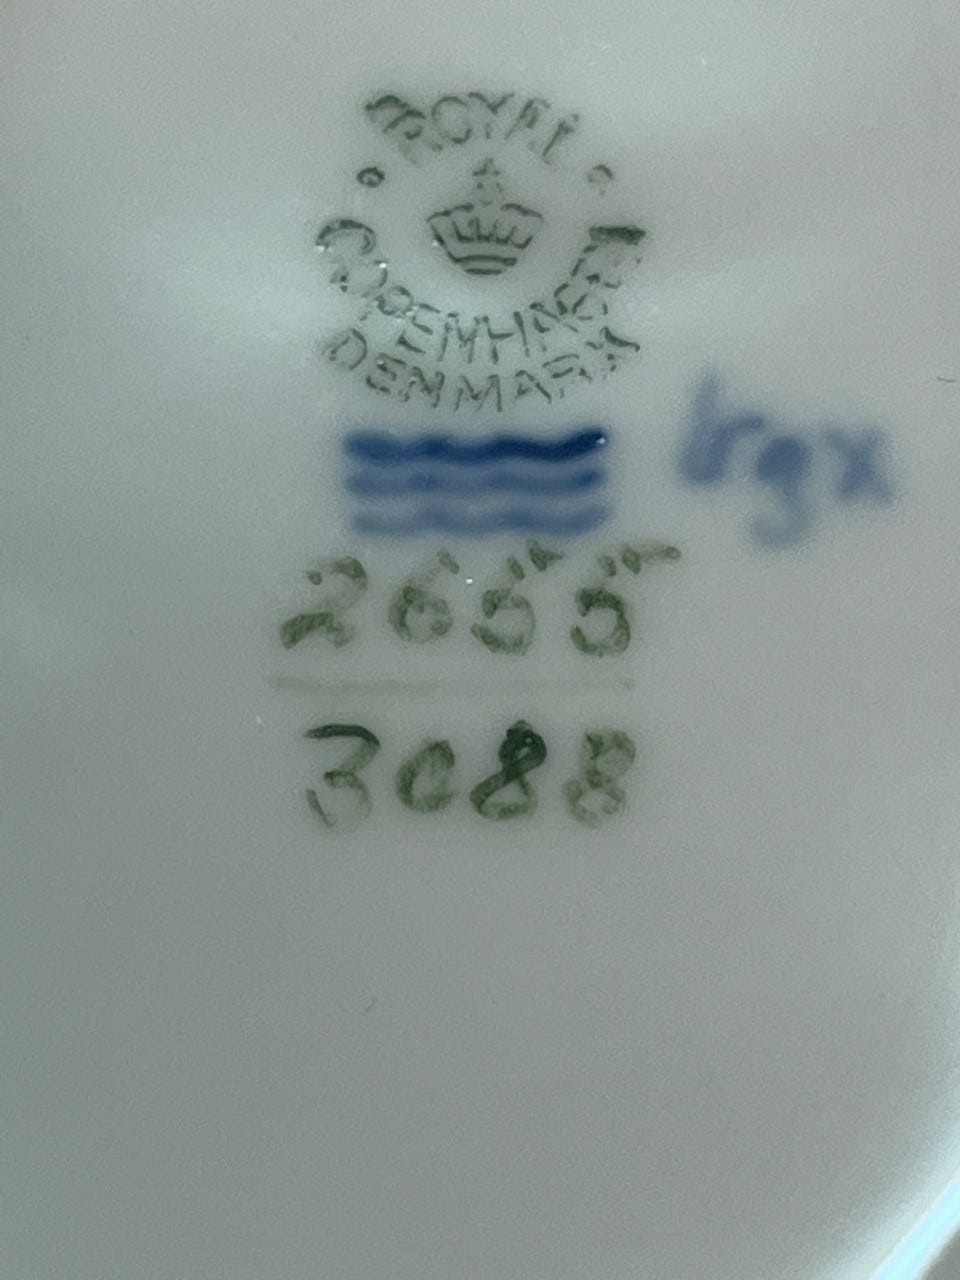 ROYAL
COPENHAGEN
DENMARK
2655
3088